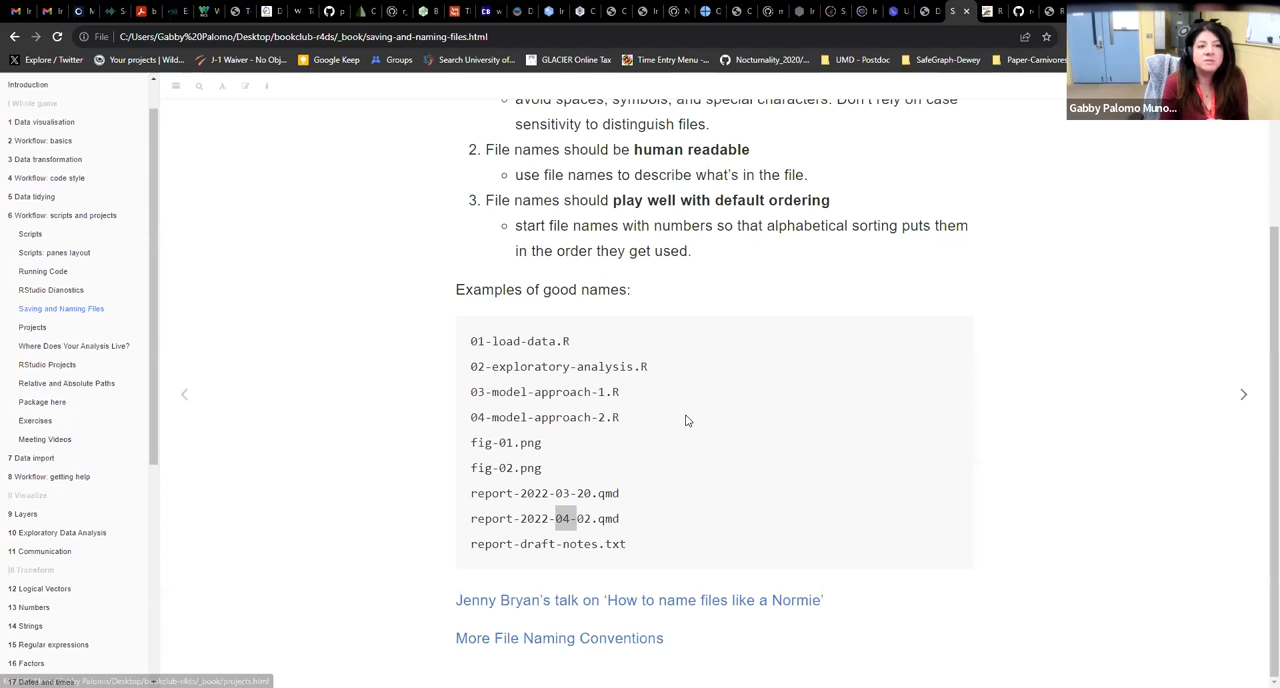 File
C:/Users/Gabby%20Palomo/Desktop/bookclub-r4ds/_book/saving-and-naming-files.html
Explore / Twitter
Your projects | Wild...
J-1 Waiver - No Obj...
Google Keep
Groups
Search University of...
GLACIER Online Tax
Time Entry Menu -...
Nocturnality_2020/...
UMD - Postdoc
SafeGraph-Dewey
Paper-Carnivores
Gabby Palomo Muno...
Introduction
I Whole game
1 Data visualisation
2 Workflow: basics
3 Data transformation
4 Workflow: code style
5 Data tidying
6 Workflow: scripts and projects
Scripts
Scripts: panes layout
Running Code
RStudio Dianostics
Saving and Naming Files
Projects
Where Does Your Analysis Live?
RStudio Projects
Relative and Absolute Paths
Package here
Exercises
Meeting Videos
7 Data import
8 Workflow: getting help
II Visualize
9 Layers
10 Exploratory Data Analysis
11 Communication
III Transform
12 Logical Vectors
13 Numbers
14 Strings
15 Regular expressions
16 Factors
17 Dates and times
avoid spaces, symbols, and special characters. Don't rely on case
sensitivity to distinguish files.
2. File names should be human readable
use file names to describe what's in the file.
3. File names should play well with default ordering
start file names with numbers so that alphabetical sorting puts them
in the order they get used.
Examples of good names:
01-load-data.R
02-exploratory-analysis.R
03-model-approach-1.R
04-model-approach-2.R
fig-01.png
fig-02.png
report-2022-03-20.qmd
report-2022-04-02.qmd
report-draft-notes.txt
Jenny Bryan's talk on 'How to name files like a Normie'
More File Naming Conventions